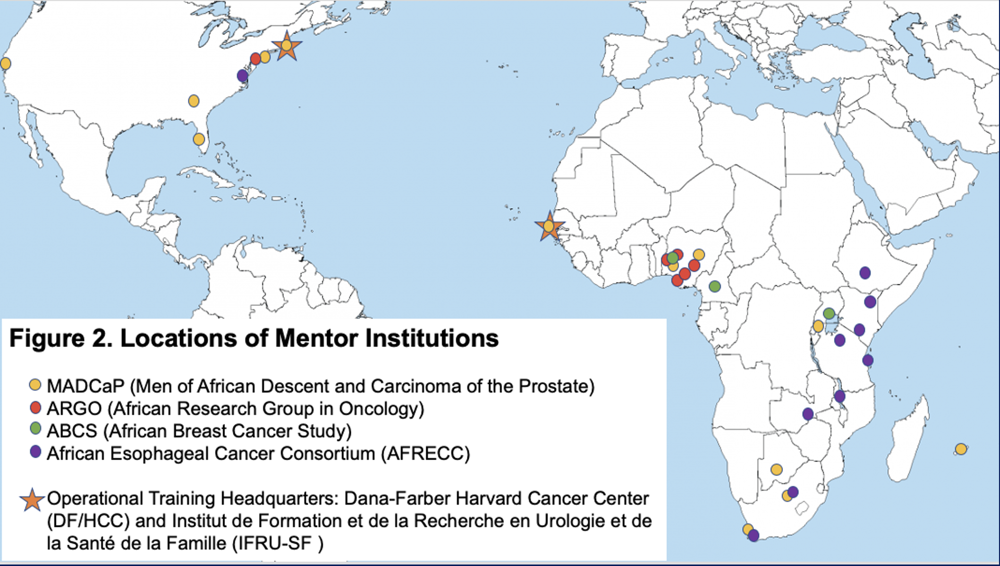 Figure 2. Locations of Mentor Institutions
MADCaP (Men of African Descent and Carcinoma of the Prostate)
ARGO (African Research Group in Oncology)
ABCS (African Breast Cancer Study)
African Esophageal Cancer Consortium (AFRECC)
Operational Training Headquarters: Dana-Farber Harvard Cancer Center
(DF/HCC) and Institut de Formation et de la Recherche en Urologie et de
la Santé de la Famille (IFRU-SF )